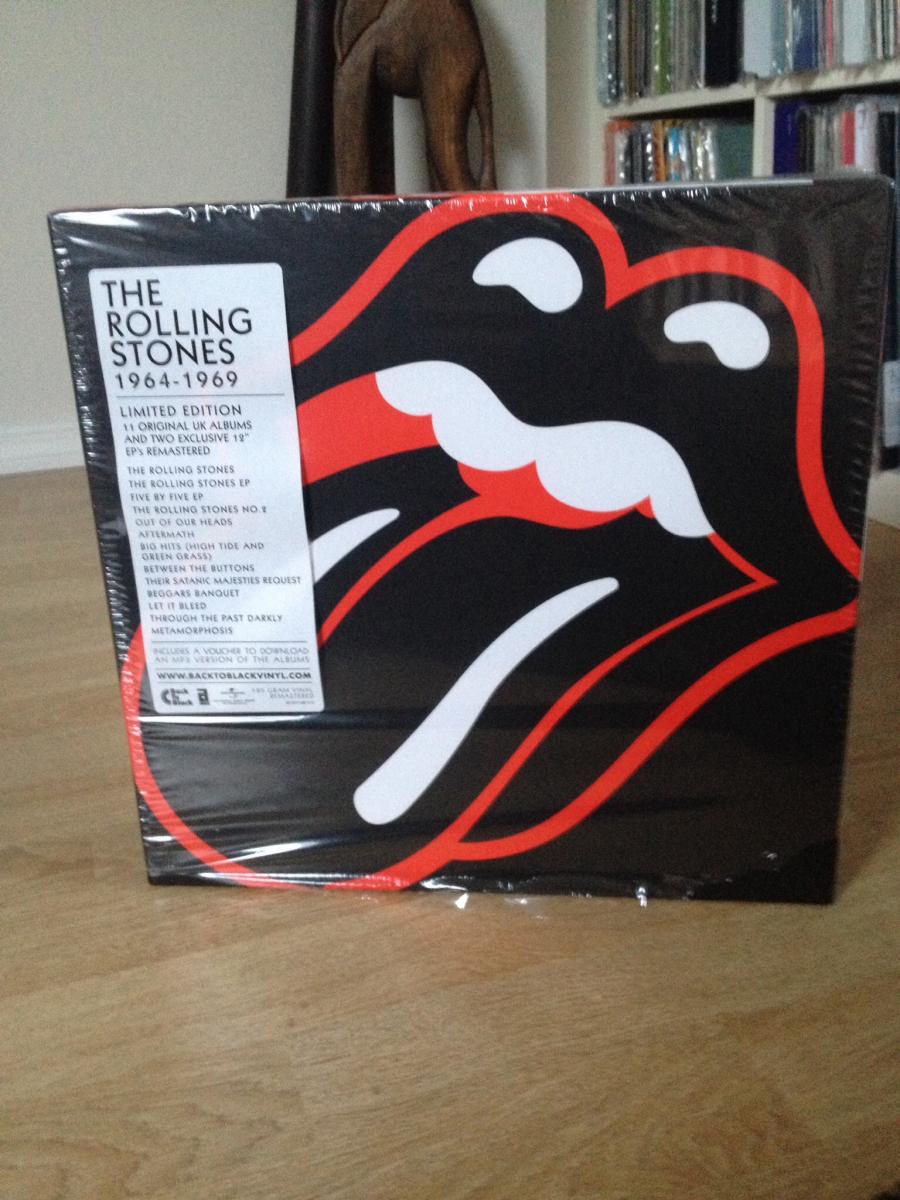 THE
ROLLING
STONES
1964-1969
LIMITED EDITION
11 ORIGINAL UK ALBUMS
AND TWO EXCLUSIVE 12"
EP's REMASTERED
THE ROLLING STONES
THE ROLLING STONES EP
FIVE BY FIVE EP
THE ROLLING STONES NO.2
OUT OF OUR HEADS
AFTERMATH
BIG HITS (HIGH TIDE AND
GREEN GRASS)
BETWEEN THE BUTTONS
THEIR SATANIC MAJESTIES REQUEST
BEGGARS BANQUET
LET IT BLEED
THROUGH THE PAST DARKLY
METAMORPHOSIS
INCLUDES A VOUCHER TO DOWNLOAD
AN MP3 VERSION OF THE ALBUMS
WWW.BACKTOBLACKVINYL.COM
Back to Black
GRAM VINYL
REMASTERED